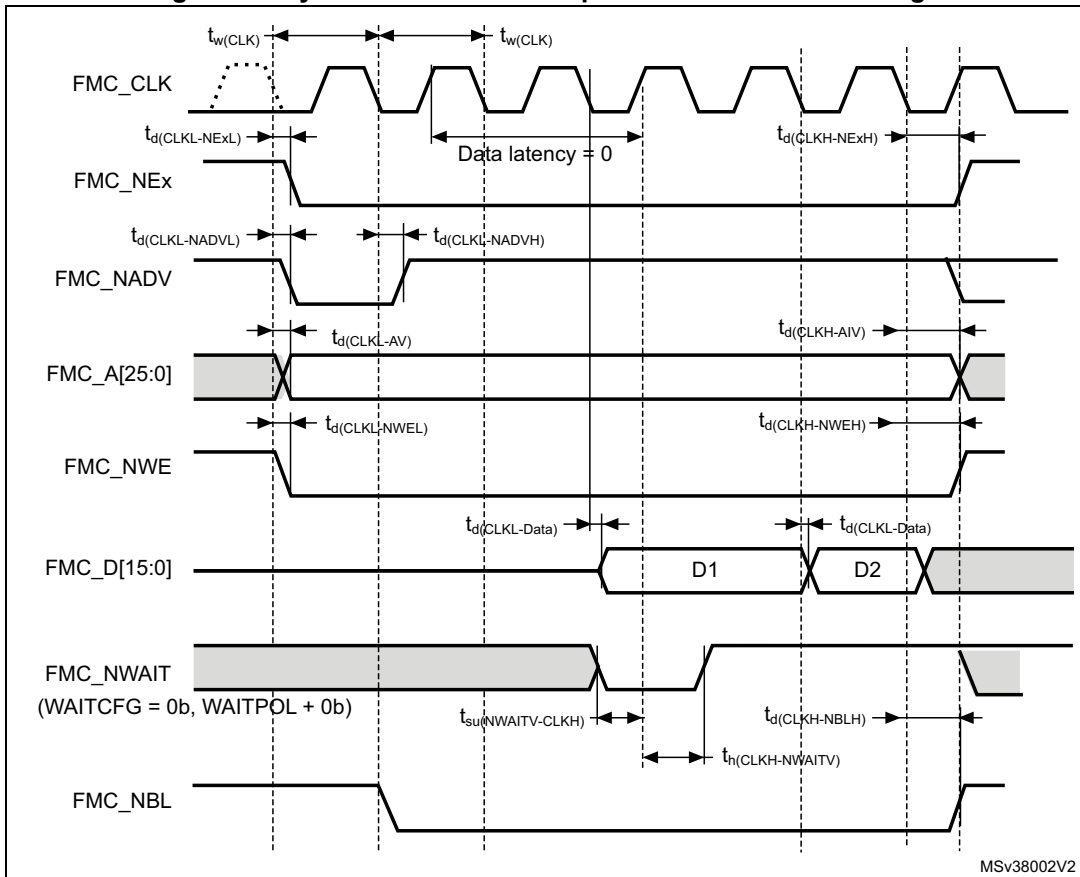 tw(CLK)
tw(CLK)
FMC_CLK
td(CLKL-NExL)
Data latency = 0
td(CLKH-NExH)
FMC_NEx
td(CLKL-NADVL)
td(CLKL-NADVH)
FMC_NADV
td(CLKL-AV)
td(CLKH-AIV)
FMC_A[25:0]
td(CLKL-NWEL)
td(CLKH-NWEH)
FMC_NWE
td(CLKL-Data)
td(CLKL-Data)
FMC_D[15:0]
D1
D2
FMC_NWAIT
(WAITCFG = 0b, WAITPOL + 0b)
tsu(NWAITV-CLKH)
td(CLKH-NBLH)
th(CLKH-NWAITV)
FMC_NBL
MSv38002V2